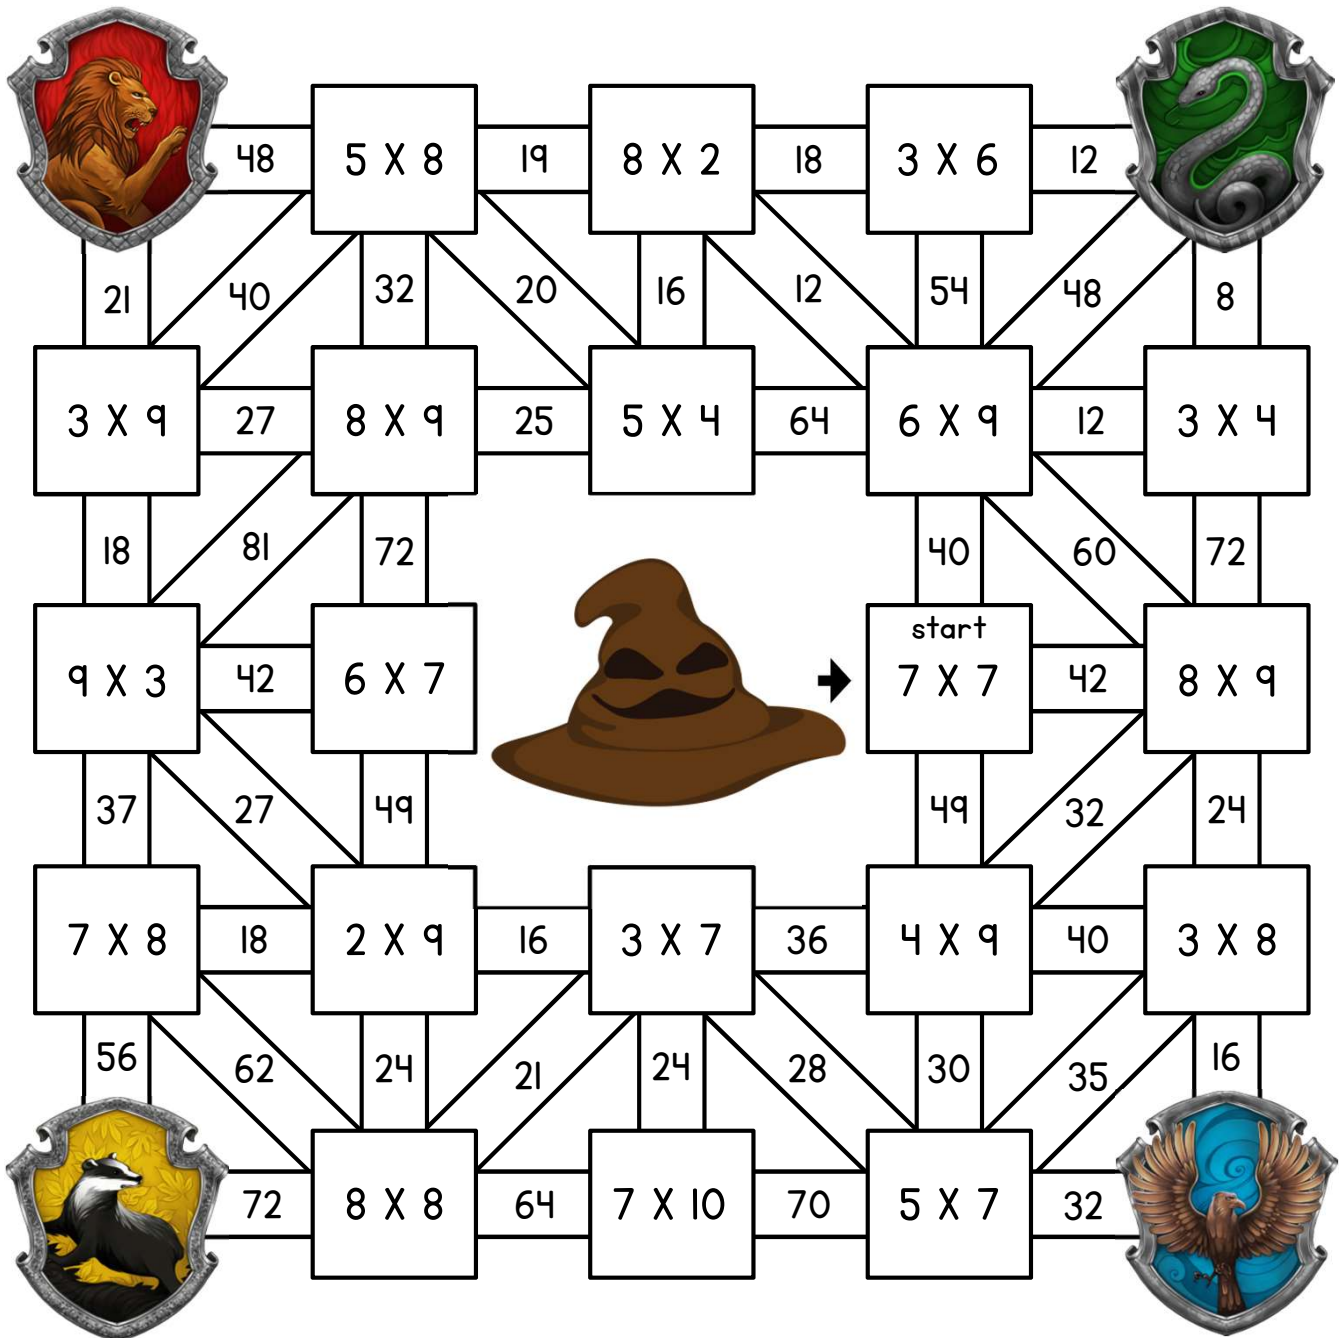 48 5 X 8 19 8 X 2 18 3 X 6 12
21 40 32 20 16 12 54 48 8
3 X 9 27 8 X 9 25 5 X 4 64 6 X 9 12 3 X 4
18 81 72 40 60 72
start
9 X 3 42 6 X 7 7 X 7 42 8 X 9
37 27 49 49 32 24
7 X 8 18 2 X 9 16 3 X 7 36 4 X 9 40 3 X 8
56 62 24 21 24 28 30 35 16
72 8 X 8 64 7 X 10 70 5 X 7 32